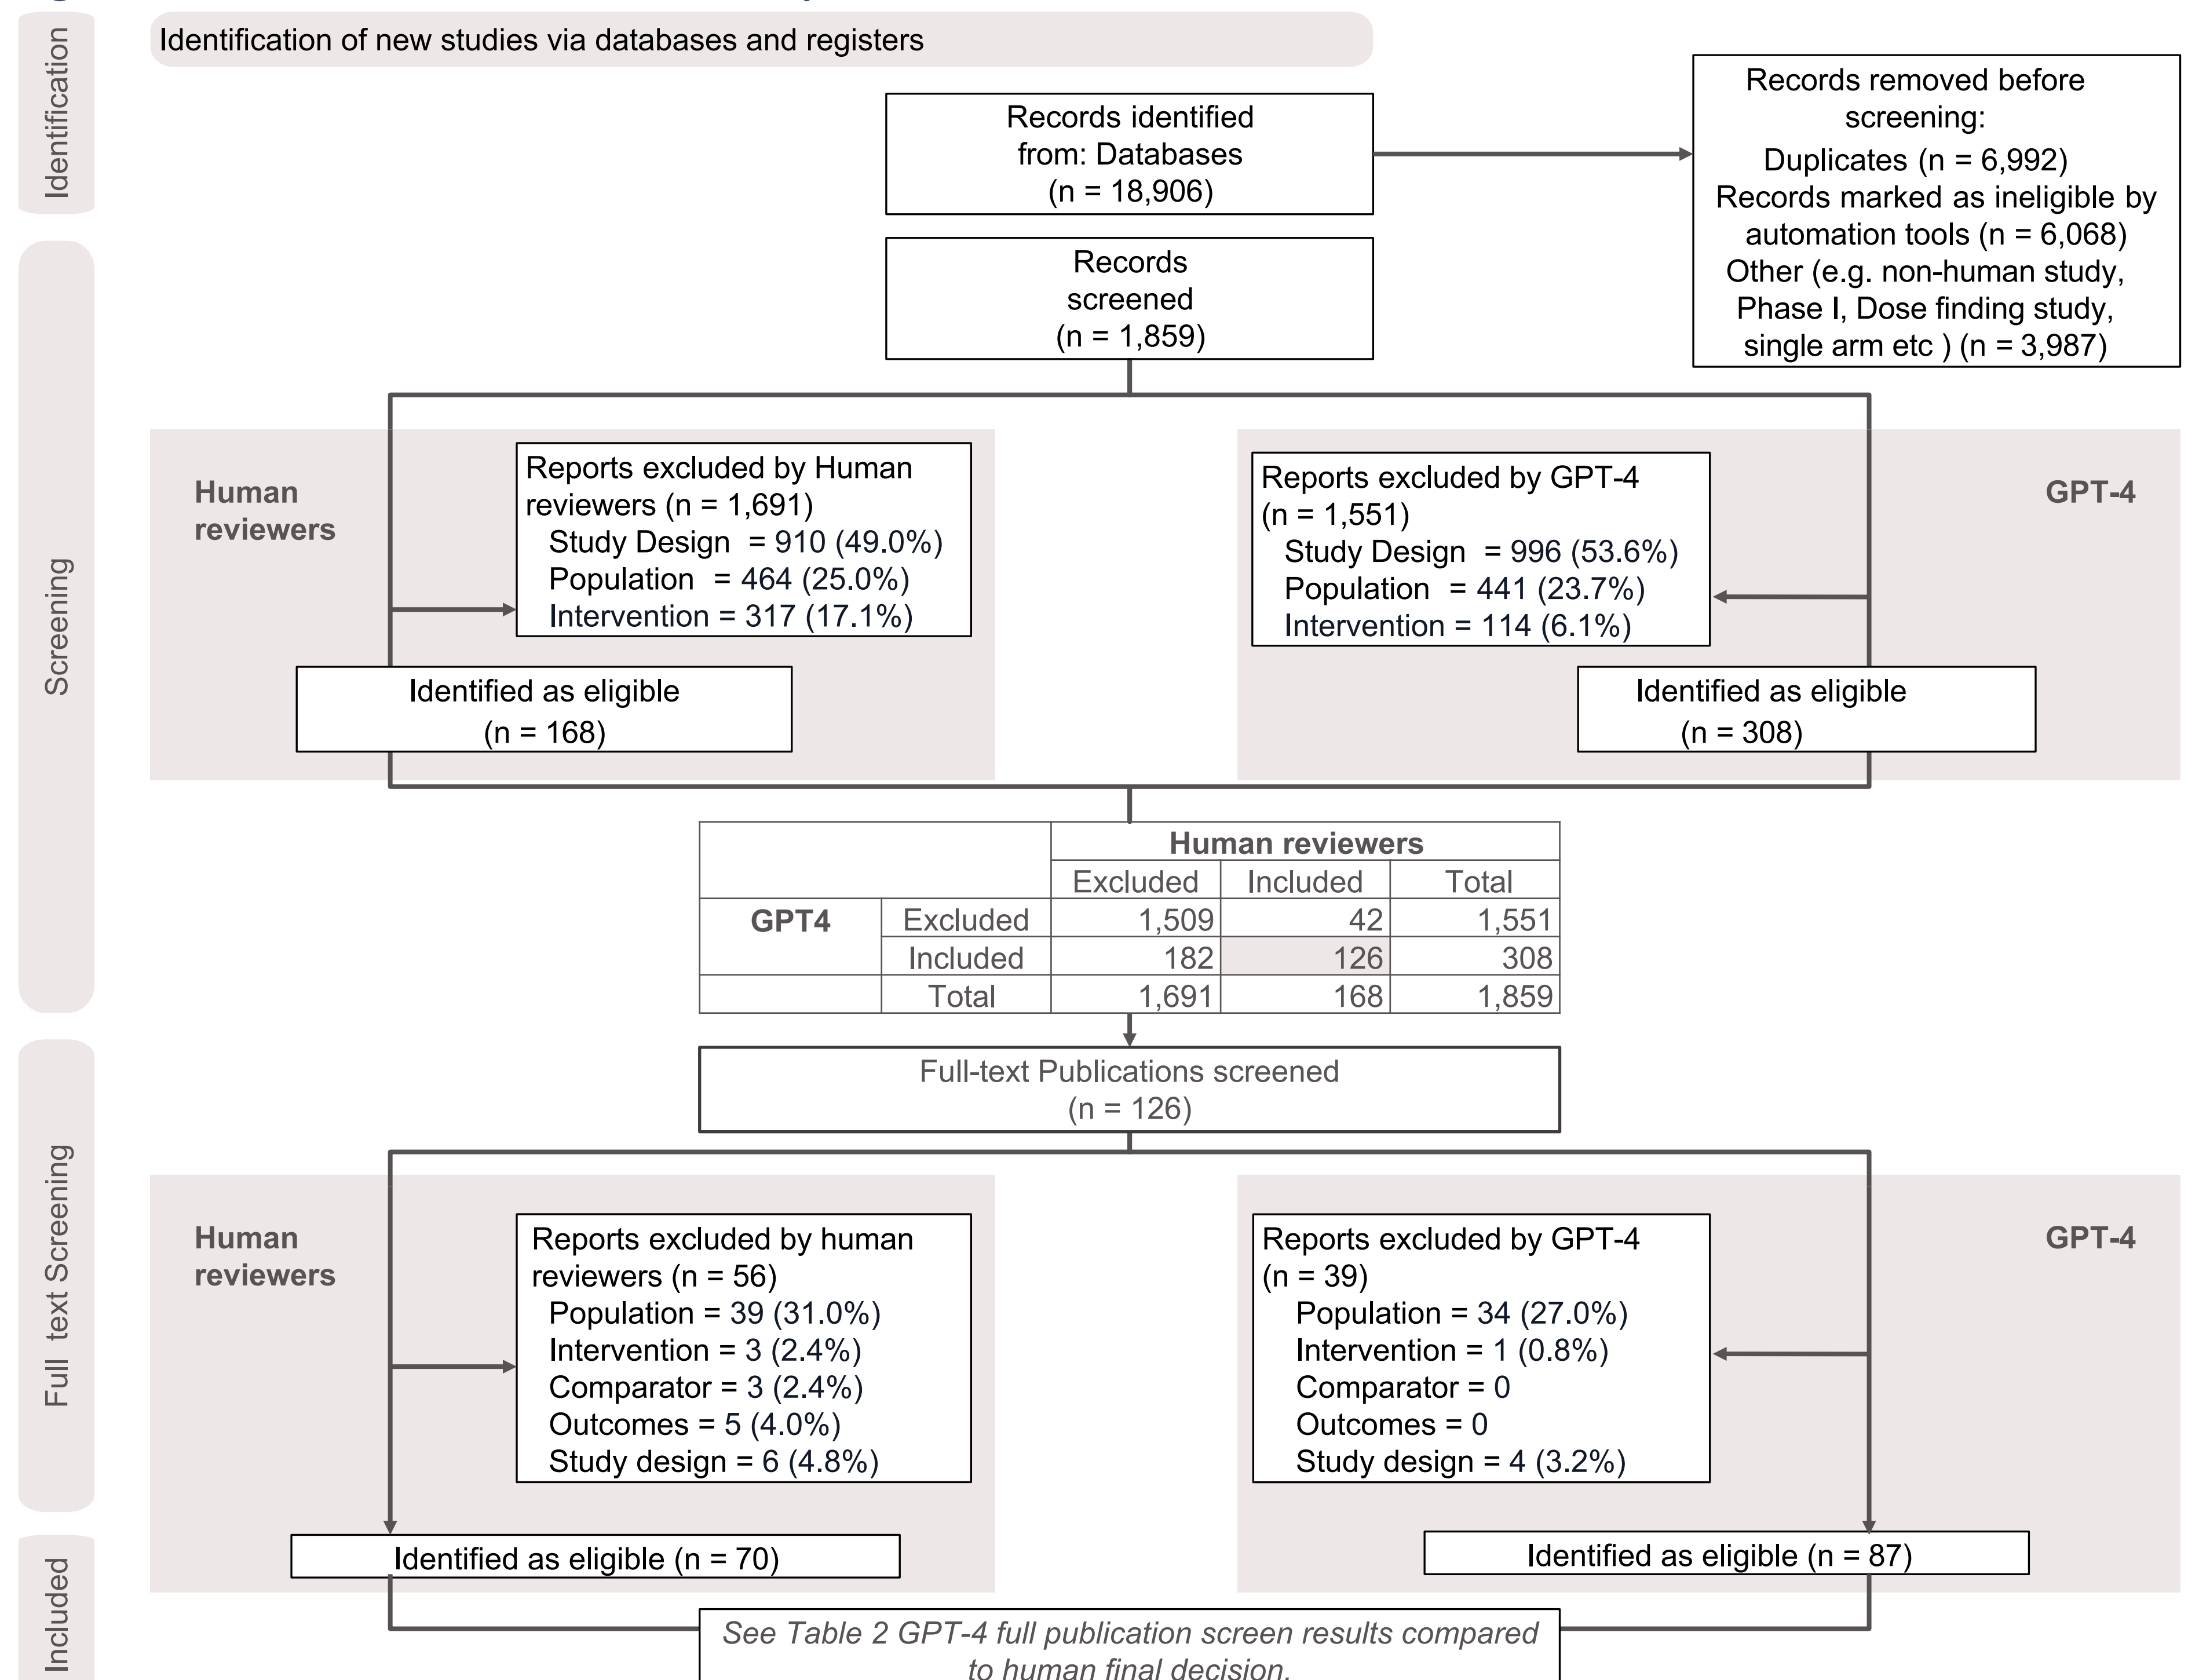 Identification
Identification of new studies via databases and registers
Records identified
from: Databases
(n = 18,906)
Records removed before
screening:
Duplicates (n = 6,992)
Records marked as ineligible by
automation tools (n = 6,068)
Other (e.g. non-human study,
Phase I, Dose finding study,
single arm etc ) (n = 3,987)
Screening
Records
screened
(n = 1,859)
Human
reviewers
Reports excluded by Human
reviewers (n = 1,691)
Study Design = 910 (49.0%)
Population = 464 (25.0%)
Intervention = 317 (17.1%)
Identified as eligible
(n = 168)
Reports excluded by GPT-4
(n = 1,551)
Study Design = 996 (53.6%)
Population = 441 (23.7%)
Intervention = 114 (6.1%)
GPT-4
Identified as eligible
(n = 308)
Human reviewers
Excluded Included Total
GPT4 Excluded 1,509 42 1,551
Included 182 126 308
Total 1,691 168 1,859
Full text Screening
Full-text Publications screened
(n = 126)
Human
reviewers
Reports excluded by human
reviewers (n = 56)
Population = 39 (31.0%)
Intervention = 3 (2.4%)
Comparator = 3 (2.4%)
Outcomes = 5 (4.0%)
Study design = 6 (4.8%)
Reports excluded by GPT-4
(n = 39)
Population = 34 (27.0%)
Intervention = 1 (0.8%)
Comparator = 0
Outcomes = 0
Study design = 4 (3.2%)
GPT-4
Included
Identified as eligible (n = 70)
Identified as eligible (n = 87)
See Table 2 GPT-4 full publication screen results compared
to human final decision.